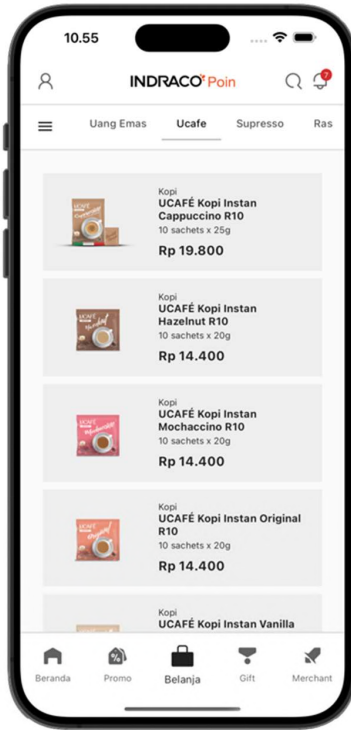 10.55
INDRACO Poin
7
Uang Emas Ucafe Supresso Ras
Kopi
UCAFÉ Kopi Instan
Cappuccino R10
10 sachets x 25g
Rp 19.800
Kopi
UCAFÉ Kopi Instan
Hazelnut R10
10 sachets x 20g
Rp 14.400
Kopi
UCAFÉ Kopi Instan
Mochaccino R10
10 sachets x 20g
Rp 14.400
Kopi
UCAFÉ Kopi Instan Original
R10
10 sachets x 20g
Rp 14.400
Kopi
UCAFÉ Kopi Instan Vanilla
Beranda Promo Belanja Gift Merchant